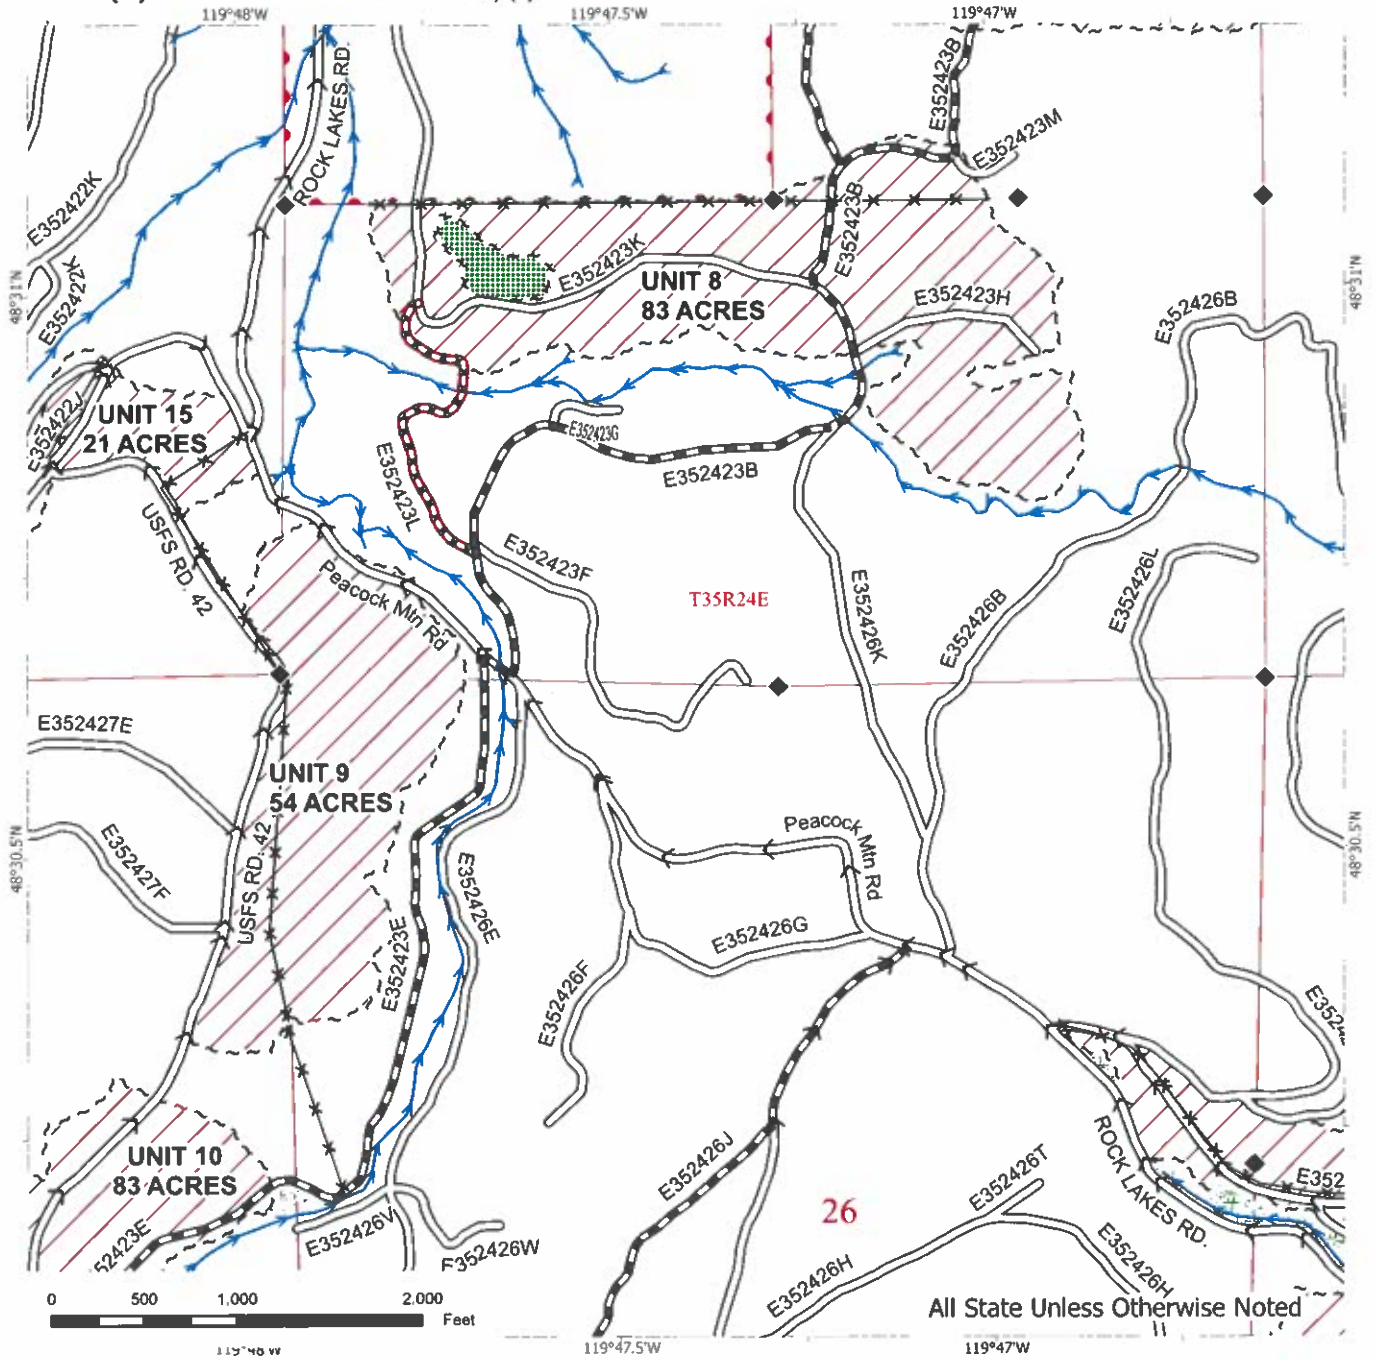 119°48'W
119°47.5'W
119°47'W
ROCK LAKES RD.
E352423B
E352423M
E352422K
E352423B
E352422K
48°31'N
48°31'N
E352423K
UNIT 8
83 ACRES
E352423H
E352426B
UNIT 15
21 ACRES
E352422J
E352423G
E352423B
E352423L
USFS RD. 42
Peacock Mtn Rd
E352423F
T35R24E
E352426K
E352426B
E352426L
E352427E
UNIT 9
54 ACRES
E352427F
USFS RD. 42
E352423E
E352426E
Peacock Mtn Rd
48°30.5'N
48°30.5'N
E352426G
E352426F
UNIT 10
83 ACRES
E352426J
E352426T
26
ROCK LAKES RD.
E352
52423E
E352426V
E352426W
E352426H
E352426H
0 500 1,000 2,000
Feet
All State Unless Otherwise Noted
119°48'W
119°47.5'W
119°47'W